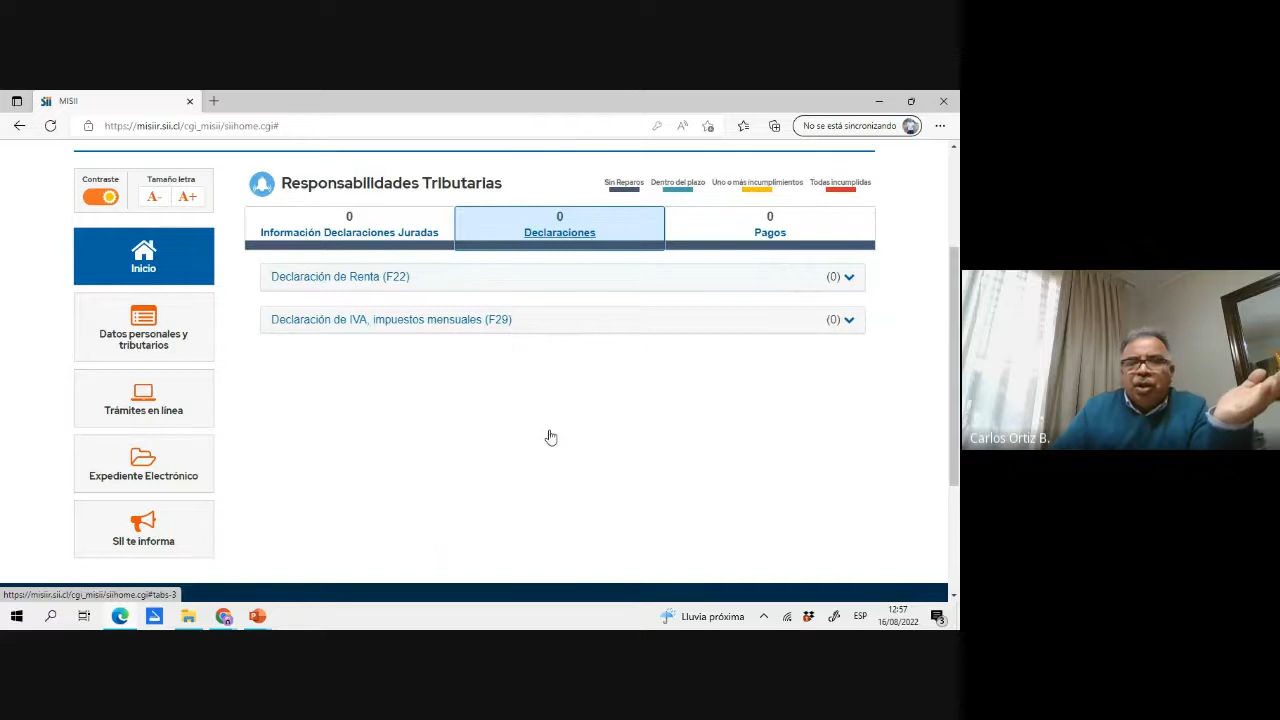 sii MISII
https://misiir.sii.cl/cgi_misii/siihome.cgi#
No se está sincronizando
Contraste
Tamaño letra
A- A+
Inicio
Datos personales y
tributarios
Trámites en línea
Expediente Electrónico
SII te informa
Responsabilidades Tributarias
Sin Reparos
Dentro del plazo
Uno o más incumplimientos
Todas incumplidas
0
Información Declaraciones Juradas
0
Declaraciones
0
Pagos
Declaración de Renta (F22) (0)
Declaración de IVA, impuestos mensuales (F29) (0)
Carlos Ortiz B.
https://misiir.sii.cl/cgi_misii/siihome.cgi#tabs-3
Lluvia próxima
ESP
12:57
16/08/2022
3